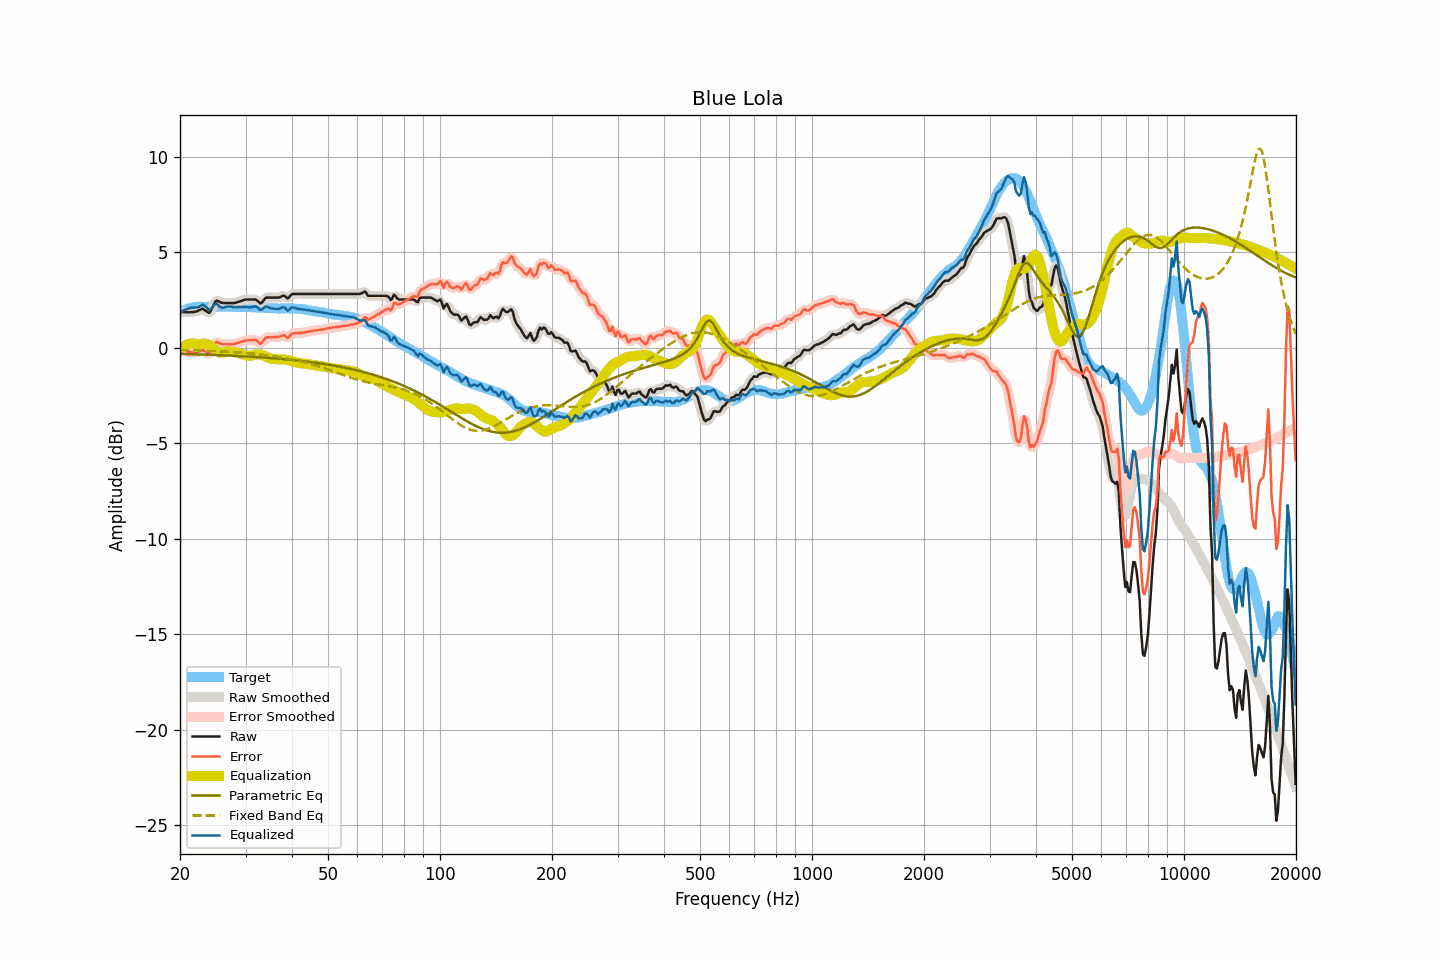 Blue Lola
Amplitude (dBr)
10
5
0
−5
−10
−15
−20
−25
Target
Raw Smoothed
Error Smoothed
Raw
Error
Equalization
Parametric Eq
Fixed Band Eq
Equalized
20 50 100 200 500 1000 2000 5000 10000 20000
Frequency (Hz)